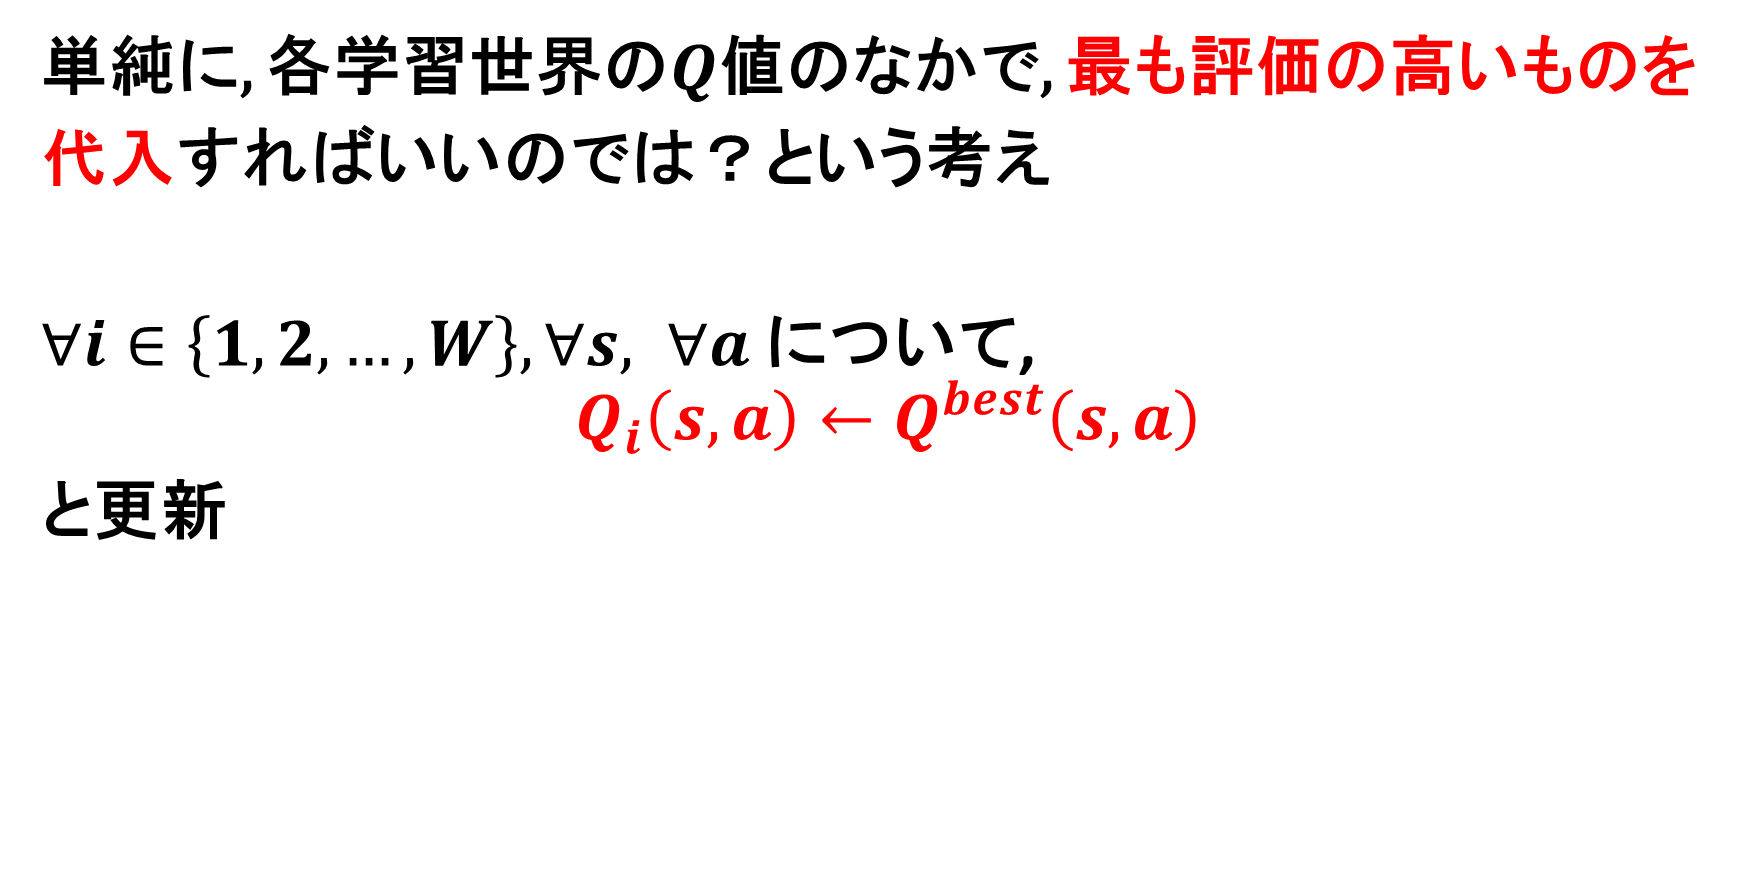 単純に, 各学習世界のQ値のなかで, 最も評価の高いものを
代入すればいいのでは？という考え
∀i ∈ {1, 2, … , W}, ∀s, ∀a について,
Qᵢ(s, a) ← Q^best(s, a)
と更新